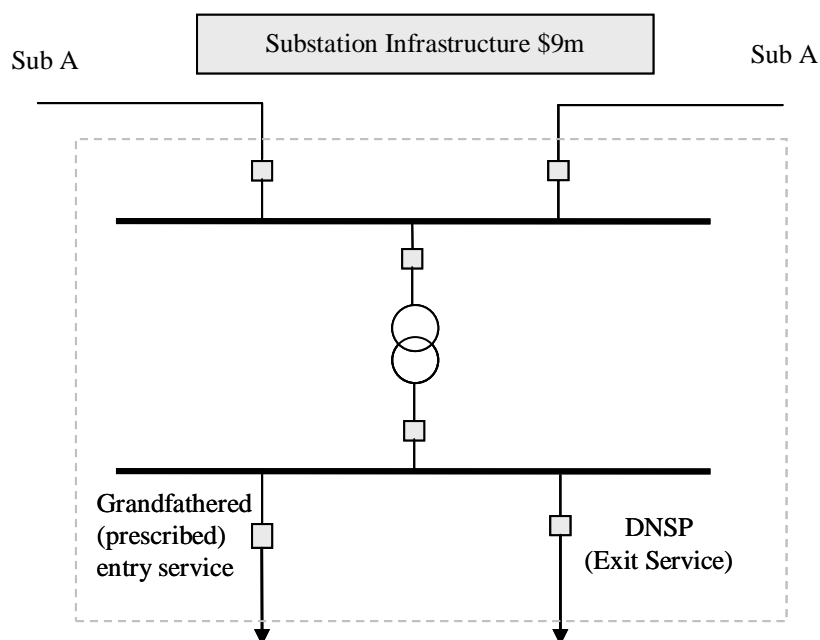 Substation Infrastructure $9m
Sub A
Sub A
Grandfathered
(prescribed)
entry service
DNSP
(Exit Service)